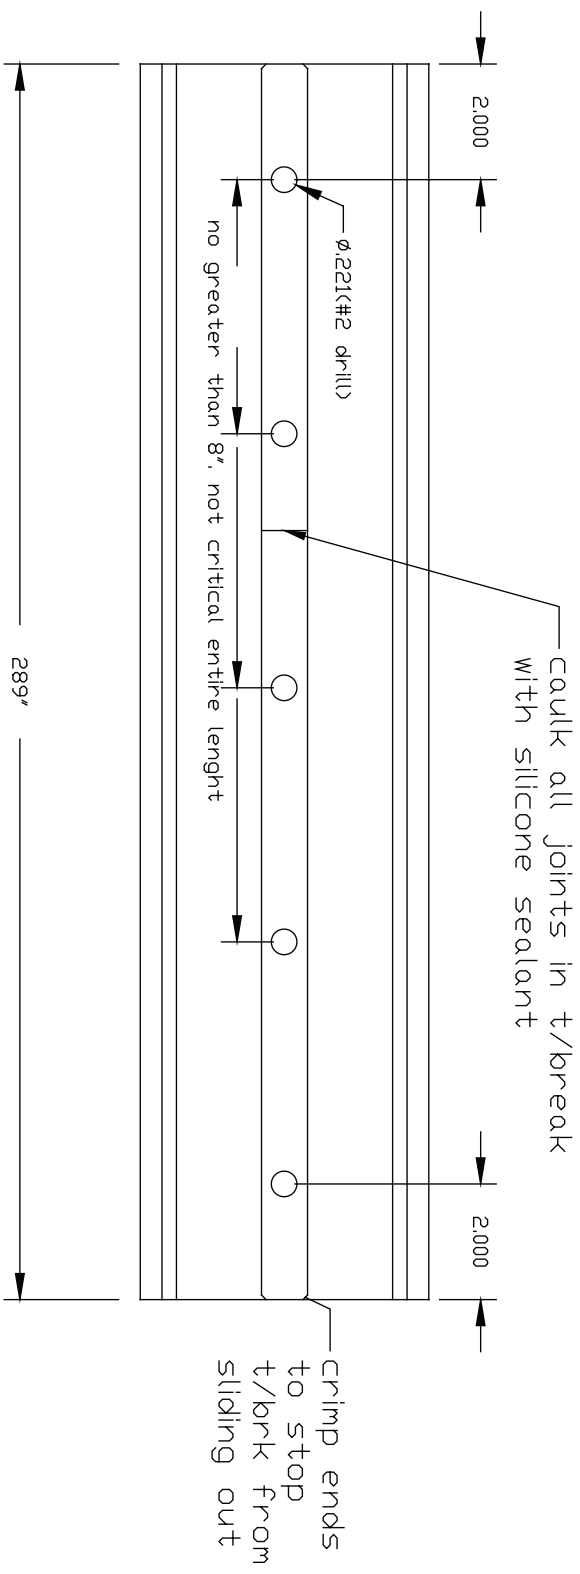 caulk all joints in t/break
with silicone sealant
2.000
2.000
ø.221(#2 drill)
crimp ends
to stop
t/brk from
sliding out
no greater than 8", not critical entire lenght
289"